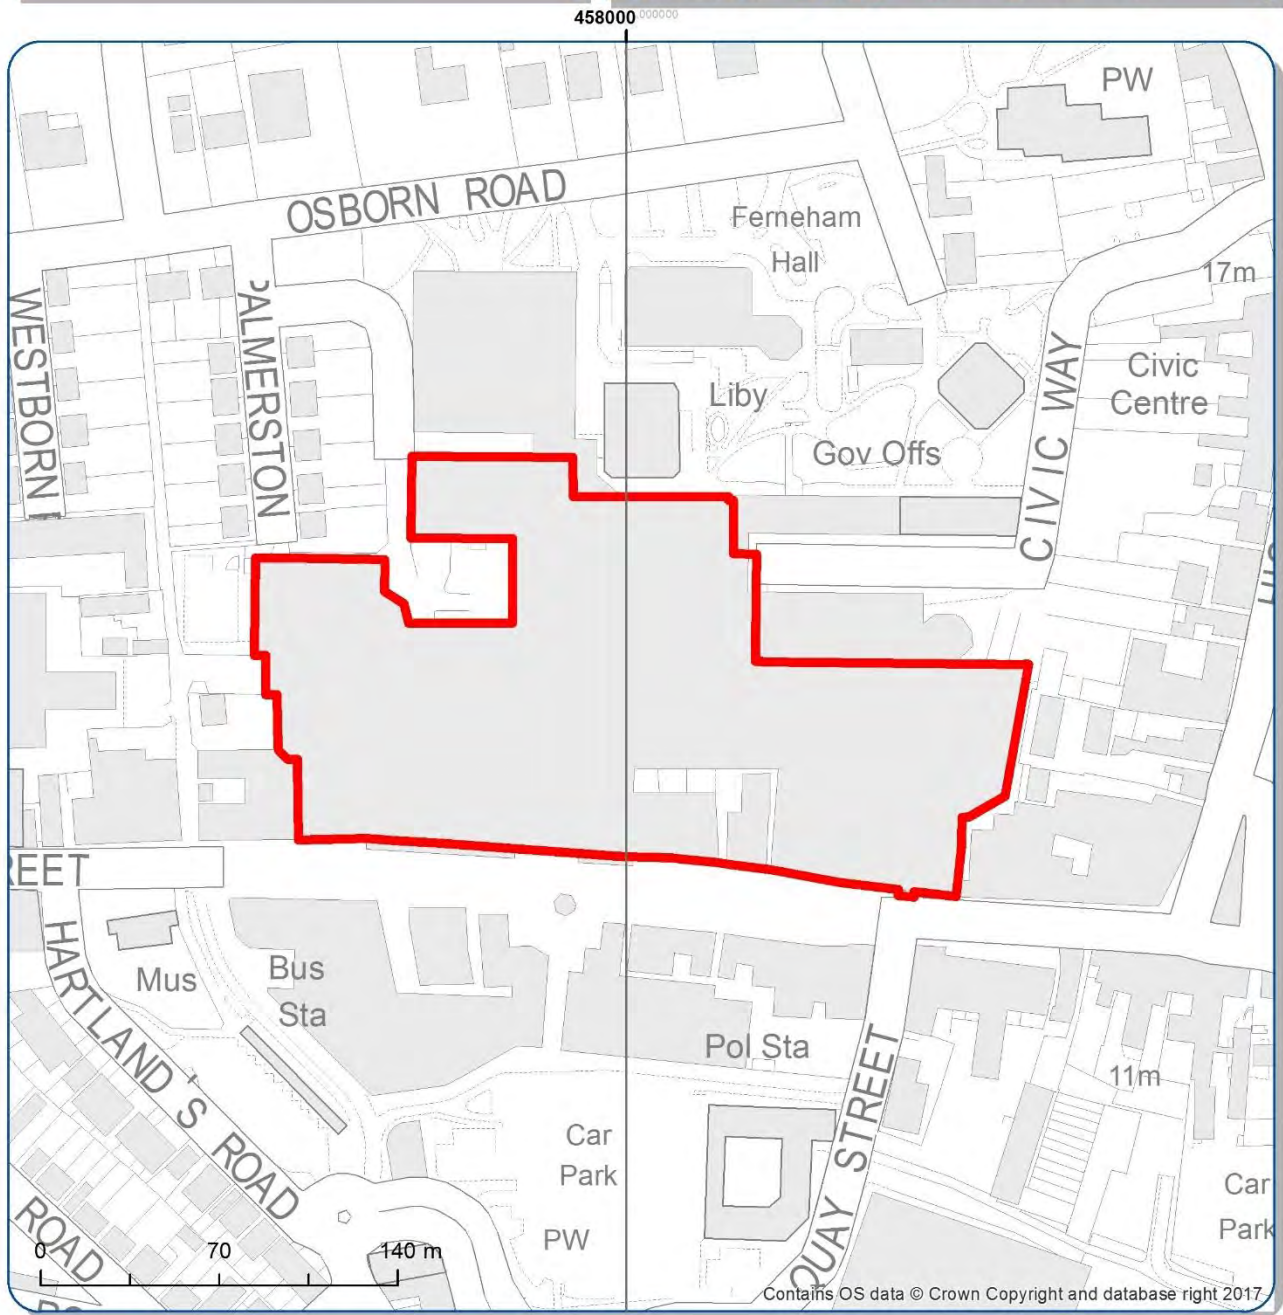 458000
PW
OSBORN ROAD
Ferneham
Hall
17m
WESTBORN
ALMERSTON
Civic
Centre
Liby
CIVIC WAY
Gov Offs
REET
HARTLAND'S ROAD
Mus
Bus
Sta
Pol Sta
11m
QUAY STREET
Car
Park
Car
Park
PW
ROAD
0 70 140 m
Contains OS data © Crown Copyright and database right 2017